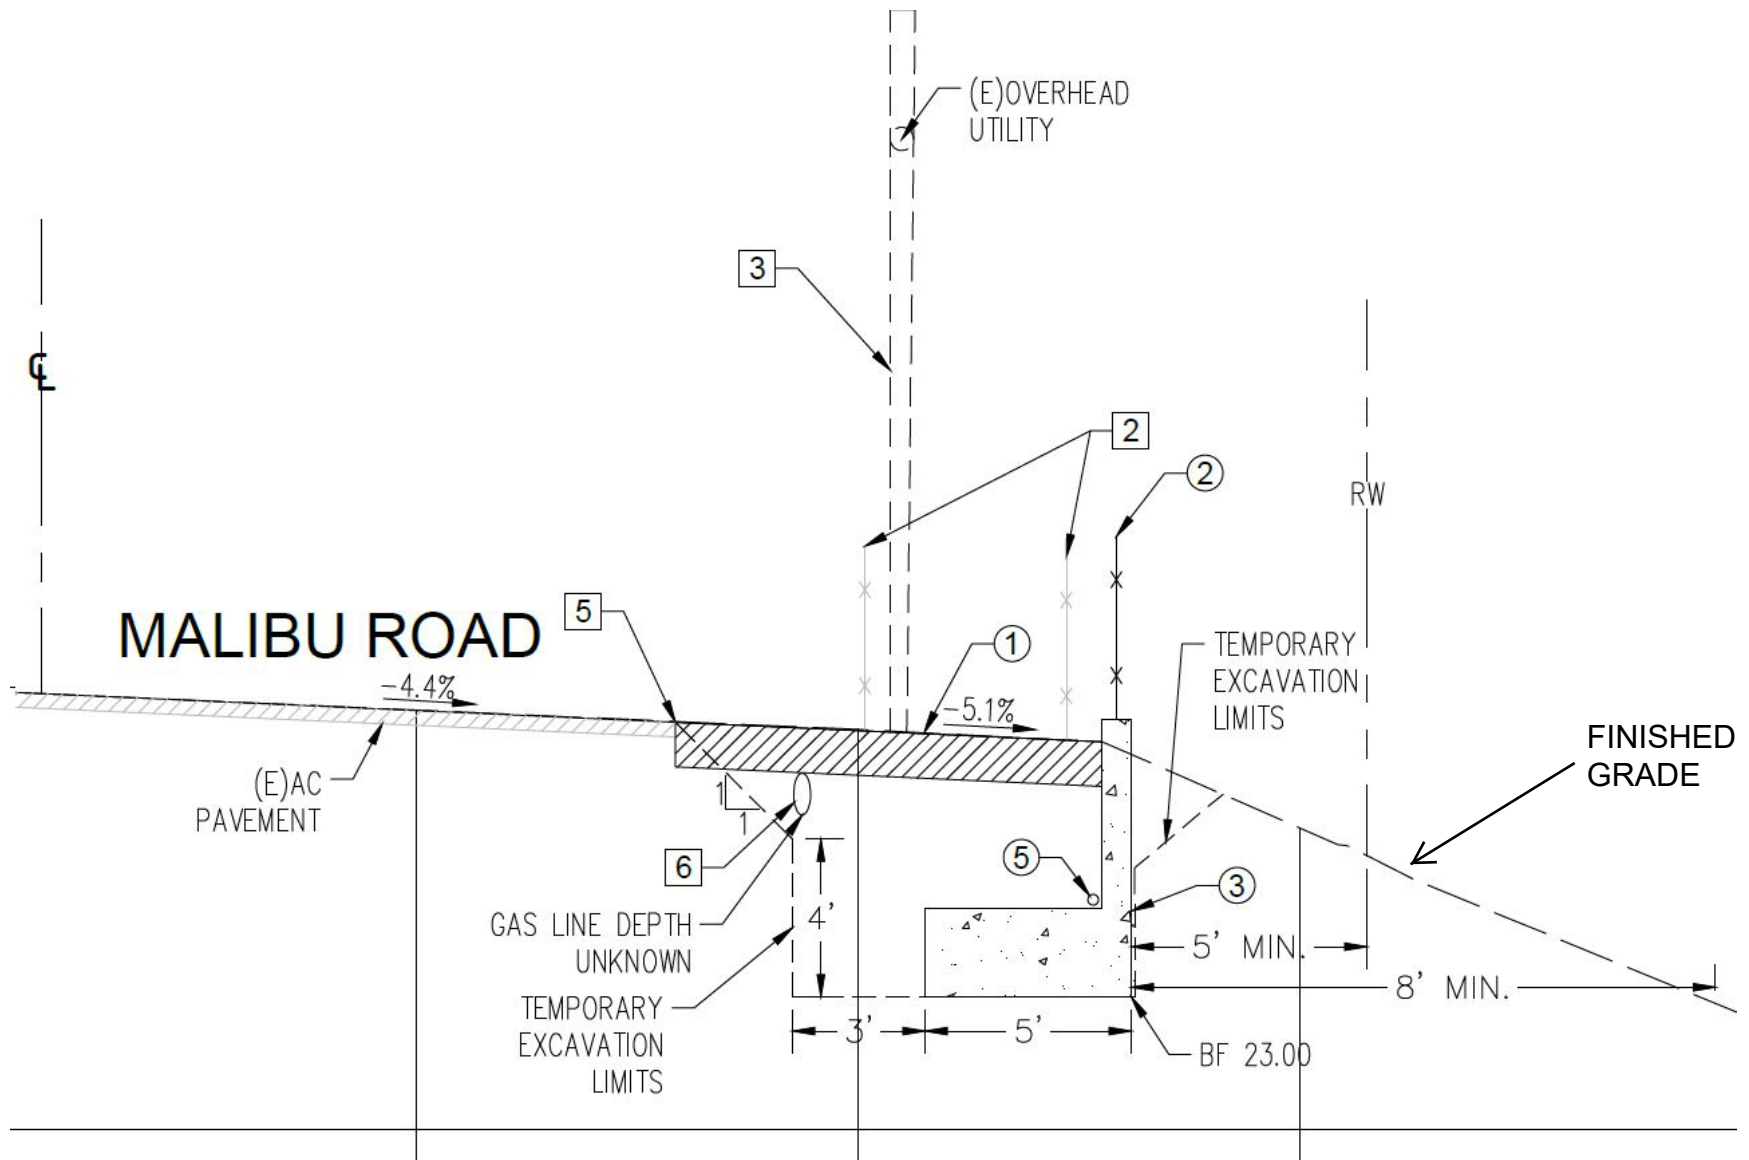 (E)OVERHEAD
UTILITY
3
℄
2
2
RW
5
MALIBU ROAD
1
TEMPORARY
EXCAVATION
LIMITS
-4.4%
-5.1%
FINISHED
GRADE
(E)AC
PAVEMENT
1
1
6
5
3
GAS LINE DEPTH
UNKNOWN
4'
5' MIN.
8' MIN.
TEMPORARY
EXCAVATION
LIMITS
3'
5'
BF 23.00